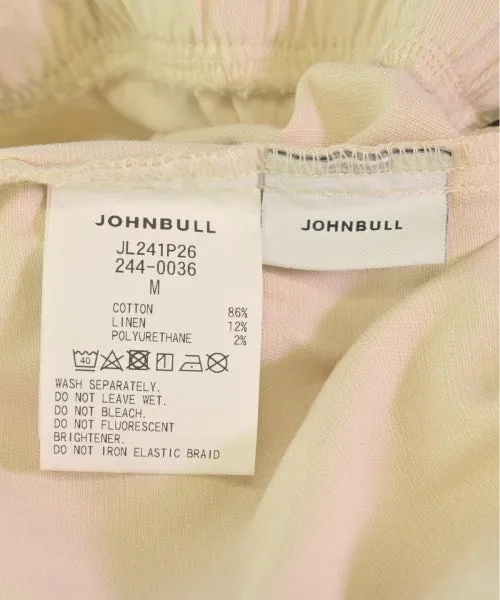 JOHNBULL
JL241P26
244-0036
M
COTTON 86%
LINEN 12%
POLYURETHANE 2%
40
WASH SEPARATELY.
DO NOT LEAVE WET.
DO NOT BLEACH.
DO NOT FLUORESCENT
BRIGHTENER.
DO NOT IRON ELASTIC BRAID
JOHNBULL